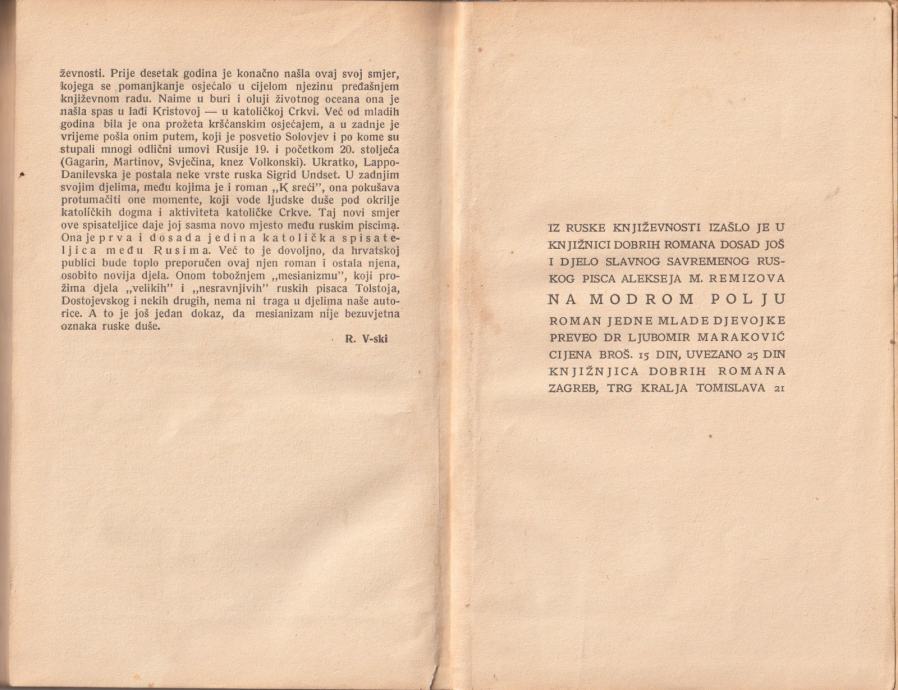 ževnosti. Prije desetak godina je konačno našla ovaj svoj smjer,
kojega se pomanjkanje osjećalo u cijelom njezinu pređašnjem
književnom radu. Naime u buri i oluji životnog oceana ona je
našla spas u lađi Kristovoj — u katoličkoj Crkvi. Već od mladih
godina bila je ona prožeta kršćanskim osjećajem, a u zadnje je
vrijeme pošla onim putem, koji je posvetio Solovjev i po kome su
stupali mnogi odlični umovi Rusije 19. i početkom 20. stoljeća
(Gagarin, Martinov, Svječina, knez Volkonski). Ukratko, Lappo-
Danilevska je postala neke vrste ruska Sigrid Undset. U zadnjim
svojim djelima, među kojima je i roman „K sreći", ona pokušava
protumačiti one momente, koji vode ljudske duše pod okrilje
katoličkih dogma i aktiviteta katoličke Crkve. Taj novi smjer
ove spisateljice daje joj sasma novo mjesto među ruskim piscima.
Ona je prva i dosada jedina katolička spisate-
ljica među Rusima. Već to je dovoljno, da hrvatskoj
publici bude toplo preporučen ovaj njen roman i ostala njena,
osobito novija djela. Onom tobožnjem „mesianizmu", koji pro-
žima djela „velikih" i „nesravnjivih" ruskih pisaca Tolstoja,
Dostojevskog i nekih drugih, nema ni traga u djelima naše auto-
rice. A to je još jedan dokaz, da mesianizam nije bezuvjetna
oznaka ruske duše.
R. V-ski
IZ RUSKE KNJIŽEVNOSTI IZAŠLO JE U
KNJIŽNICI DOBRIH ROMANA DOSAD JOŠ
I DJELO SLAVNOG SAVREMENOG RUS-
KOG PISCA ALEKSEJA M. REMIZOVA
NA MODROM POLJU
ROMAN JEDNE MLADE DJEVOJKE
PREVEO DR LJUBOMIR MARAKOVIĆ
CIJENA BROŠ. 15 DIN, UVEZANO 25 DIN
KNJIŽNJICA DOBRIH ROMANA
ZAGREB, TRG KRALJA TOMISLAVA 21